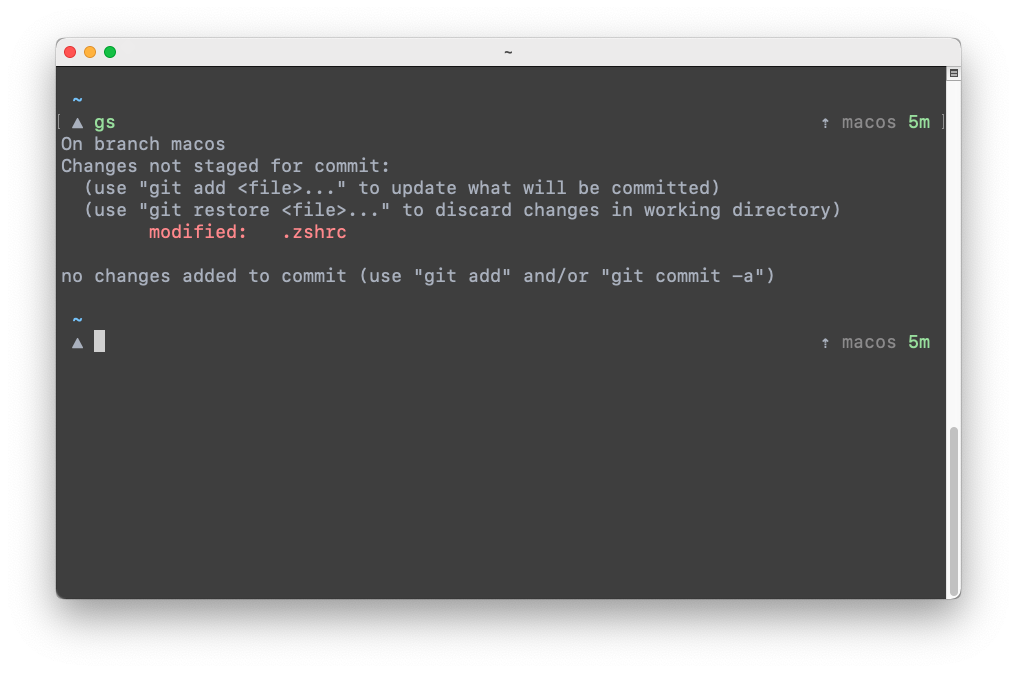 ~
~
▲ gs ⇡ macos 5m
On branch macos
Changes not staged for commit:
  (use "git add <file>..." to update what will be committed)
  (use "git restore <file>..." to discard changes in working directory)
        modified:   .zshrc
no changes added to commit (use "git add" and/or "git commit -a")
~
▲ ⇡ macos 5m